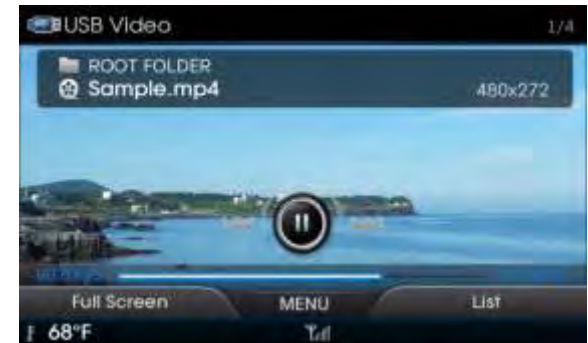 USB Video 1/4
ROOT FOLDER
Sample.mp4 480x272
Full Screen MENU List
68°F